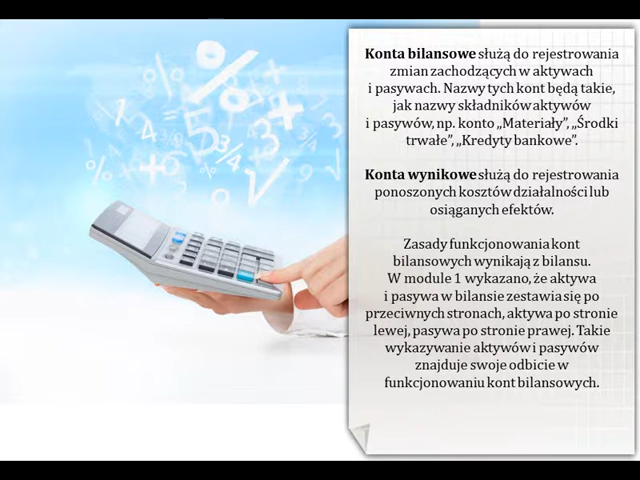 Konta bilansowe służą do rejestrowania
zmian zachodzących w aktywach
i pasywach. Nazwy tych kont będą takie,
jak nazwy składników aktywów
i pasywów, np. konto „Materiały”, „Środki
trwałe”, „Kredyty bankowe”.
Konta wynikowe służą do rejestrowania
ponoszonych kosztów działalności lub
osiąganych efektów.
Zasady funkcjonowania kont
bilansowych wynikają z bilansu.
W module 1 wykazano, że aktywa
i pasywa w bilansie zestawia się po
przeciwnych stronach, aktywa po stronie
lewej, pasywa po stronie prawej. Takie
wykazywanie aktywów i pasywów
znajduje swoje odbicie w
funkcjonowaniu kont bilansowych.